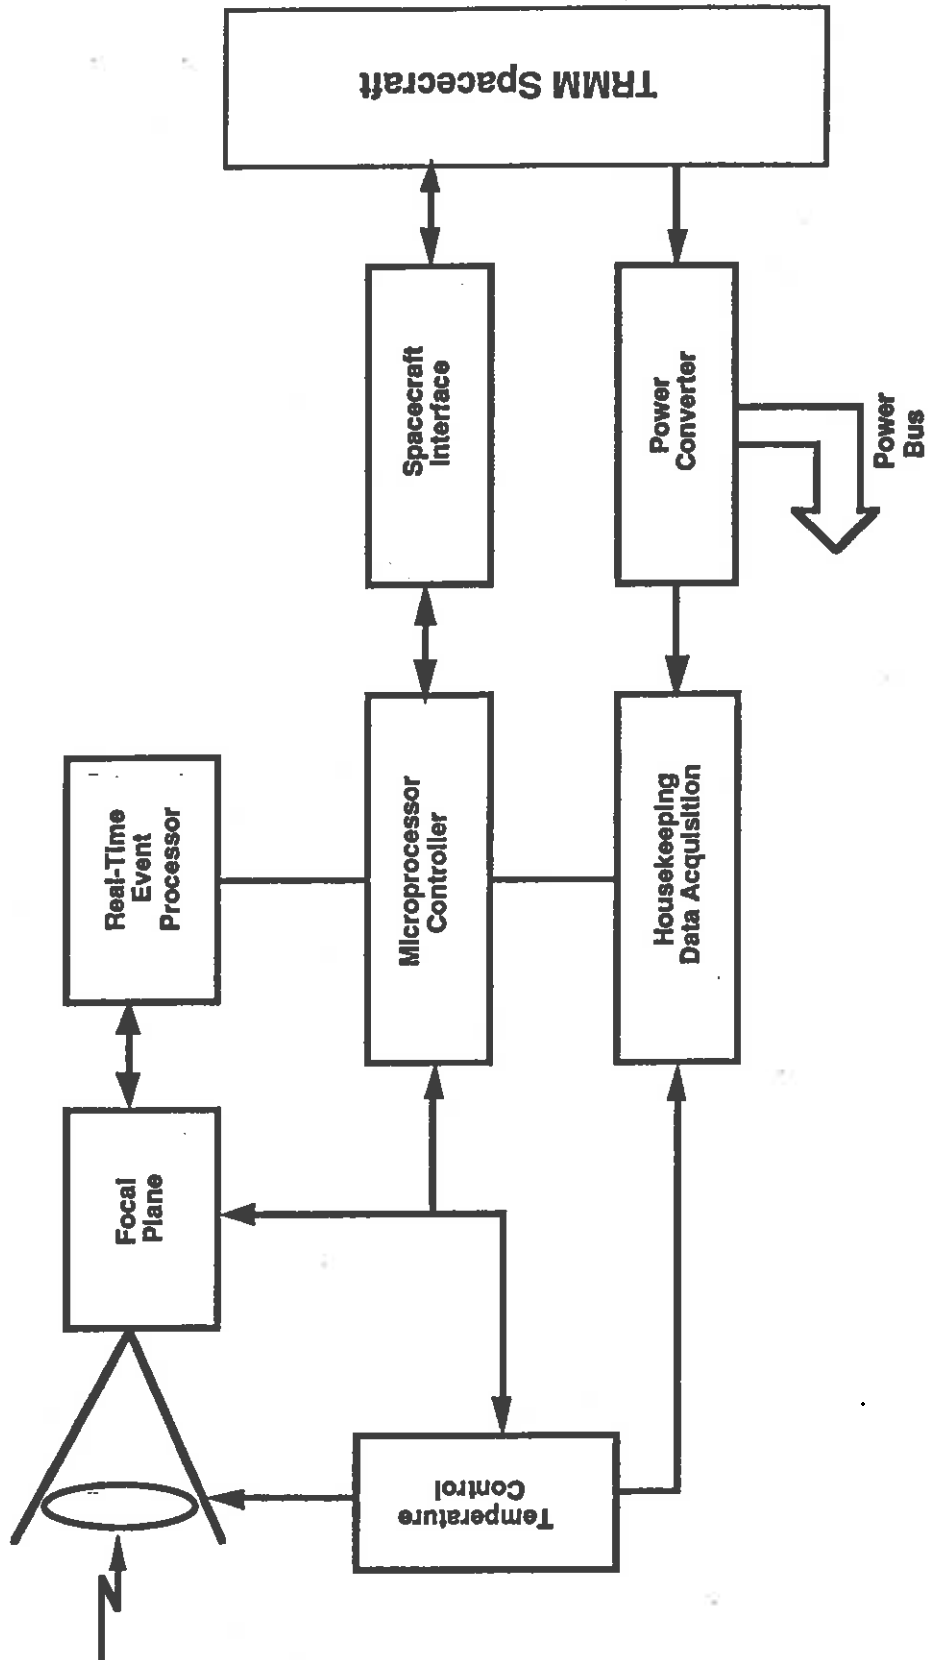 Real-Time
Event
Processor
Focal
Plane
Microprocessor
Controller
Spacecraft
Interface
TRMM Spacecraft
Temperature
Control
Housekeeping
Data Acquisition
Power
Converter
Power
Bus